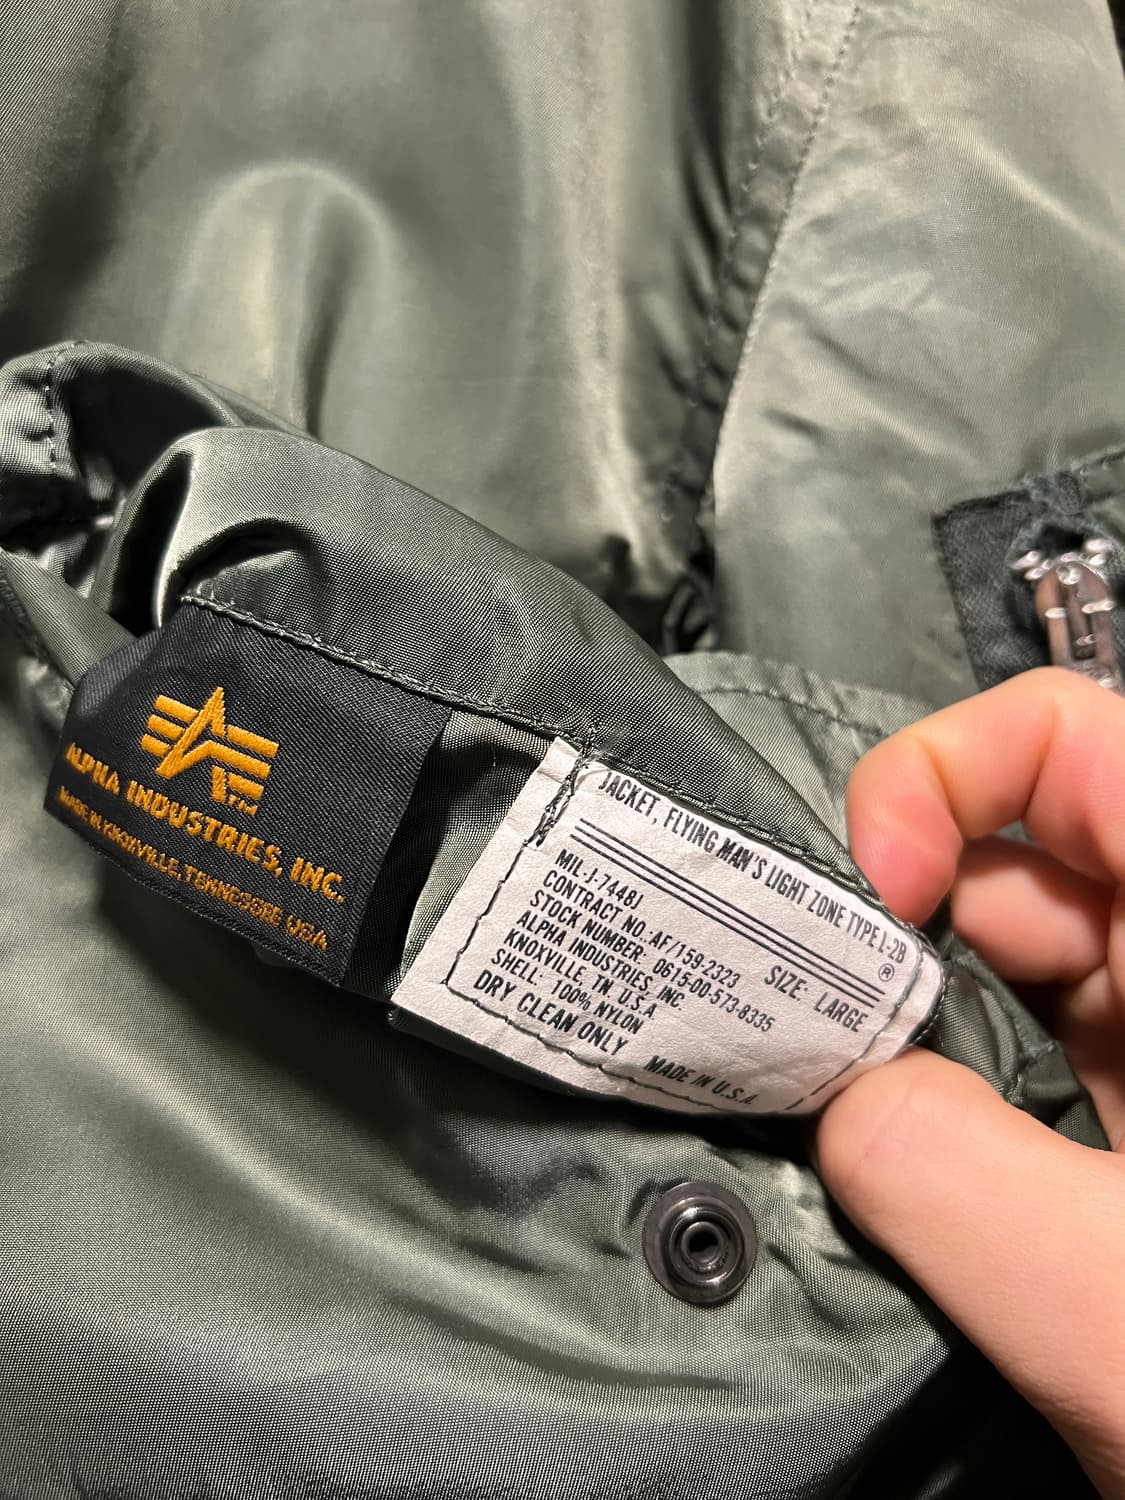 ALPHA INDUSTRIES, INC.
MADE IN KNOXVILLE, TENNESSEE USA
JACKET, FLYING MAN'S LIGHT ZONE TYPE L-2B
®
MIL-J-7448J
SIZE: LARGE
CONTRACT NO.:AF/159-2323
STOCK NUMBER: 0615-00-573-8335
ALPHA INDUSTRIES, INC.
KNOXVILLE, TN. U.S.A
SHELL: 100% NYLON
DRY CLEAN ONLY
MADE IN U.S.A.